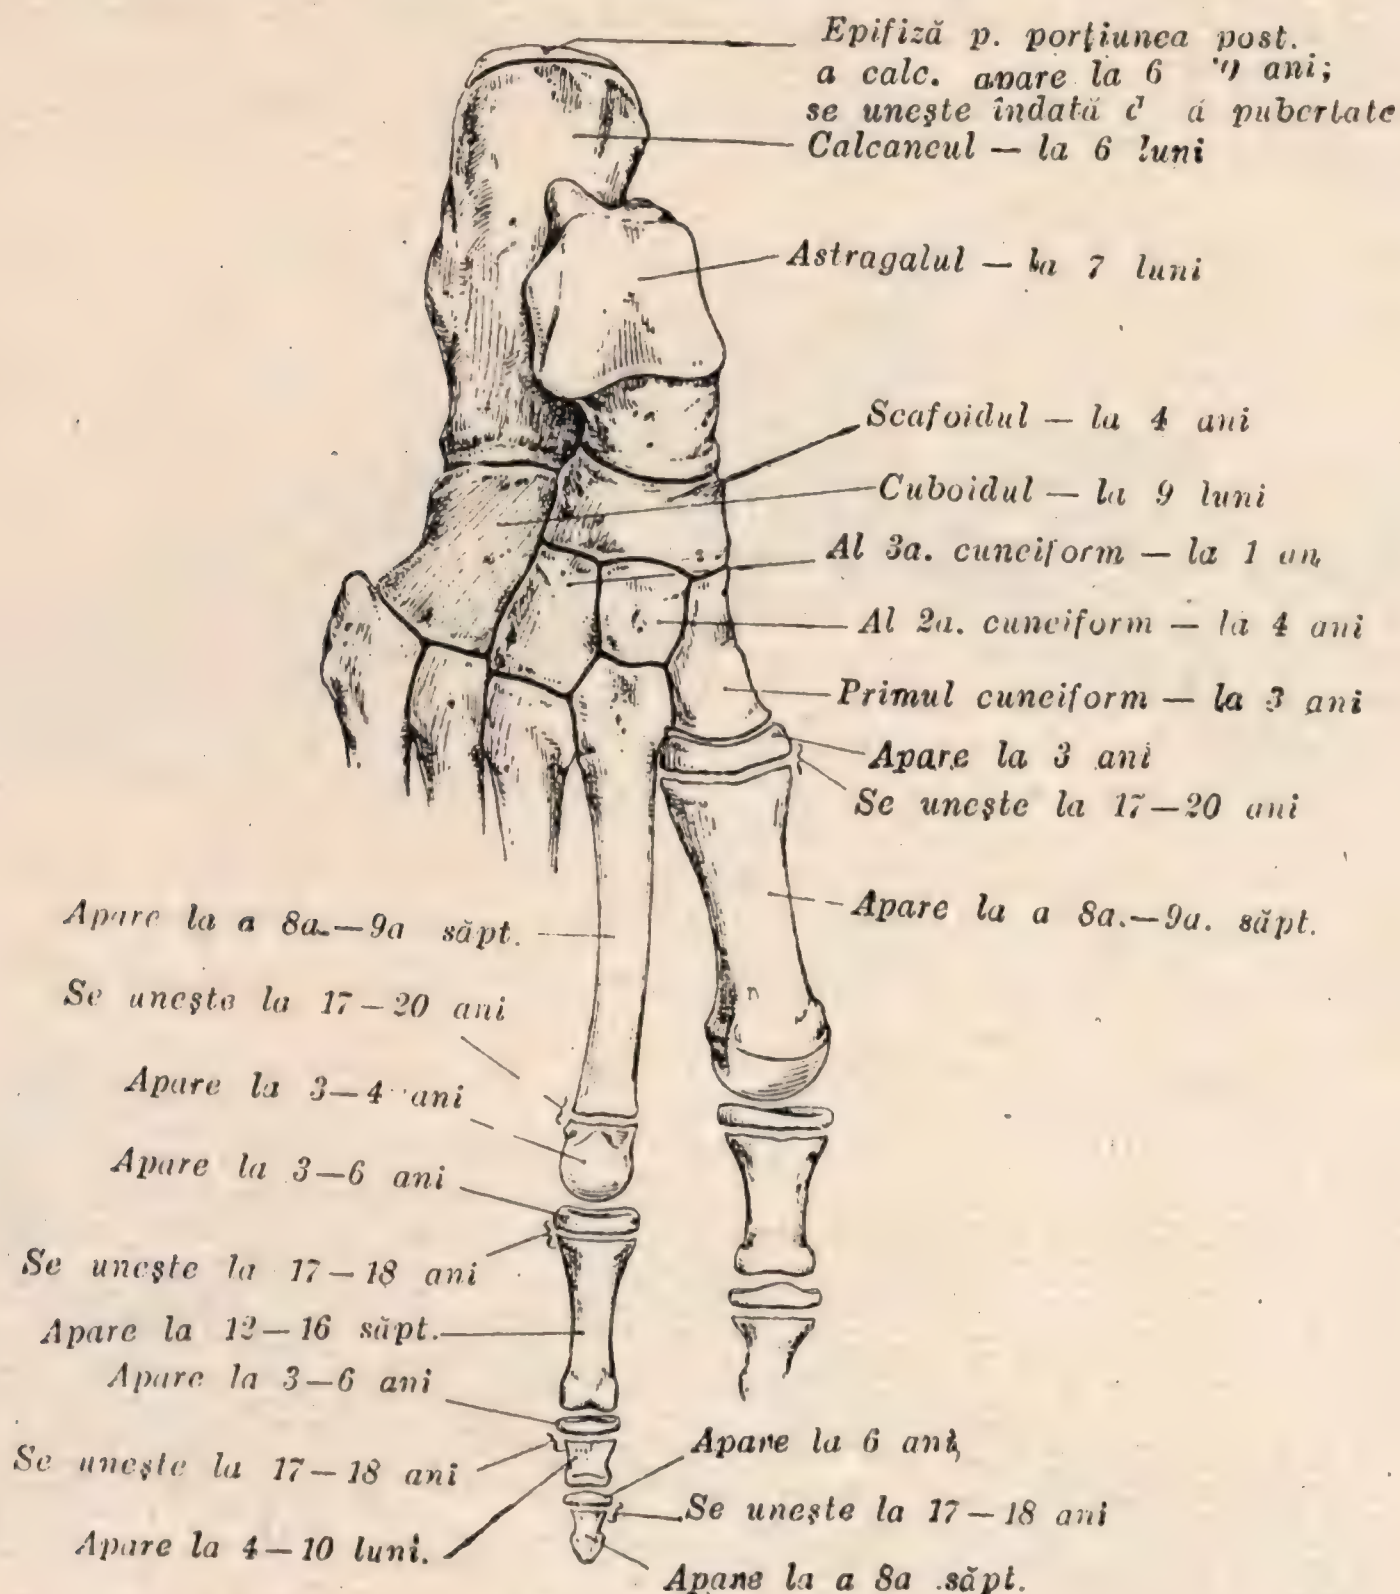 Epifiză p. porţiunea post.
a calc. apare la 6 ani;
se uneşte îndată pubertate
Calcaneul — la 6 luni
Astragalul — la 7 luni
Scafoidul — la 4 ani
Cuboidul — la 9 luni
Al 3a. cuneiform — la 1 an
Al 2a. cuneiform — la 4 ani
Primul cuneiform — la 3 ani
Apare la 3 ani
Se uneşte la 17—20 ani
Apare la a 8a.—9a săpt.
Apare la a 8a.—9a. săpt.
Se uneşte la 17—20 ani
Apare la 3—4 ani
Apare la 3—6 ani
Se uneşte la 17—18 ani
Apare la 12—16 săpt.
Apare la 3—6 ani
Apare la 6 ani
Se uneşte la 17—18 ani
Se uneşte la 17—18 ani
Apare la 4—10 luni.
Apare la a 8a săpt.